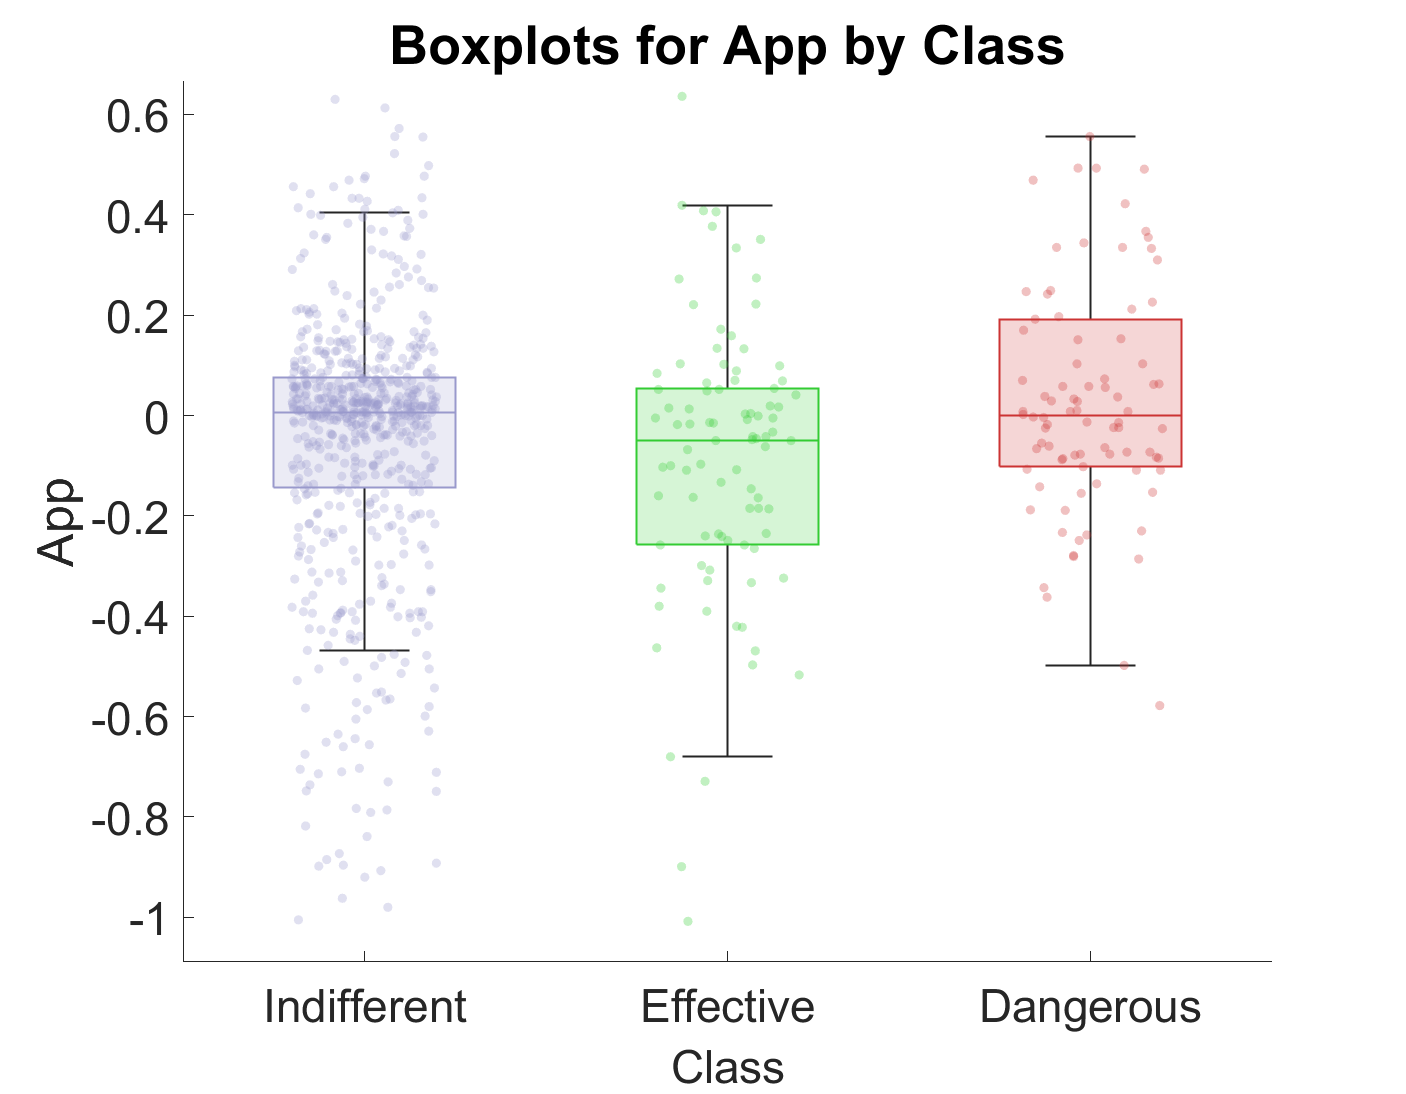 Boxplots for App by Class
0.6
0.4
0.2
0
-0.2
-0.4
-0.6
-0.8
-1
App
Indifferent
Effective
Dangerous
Class